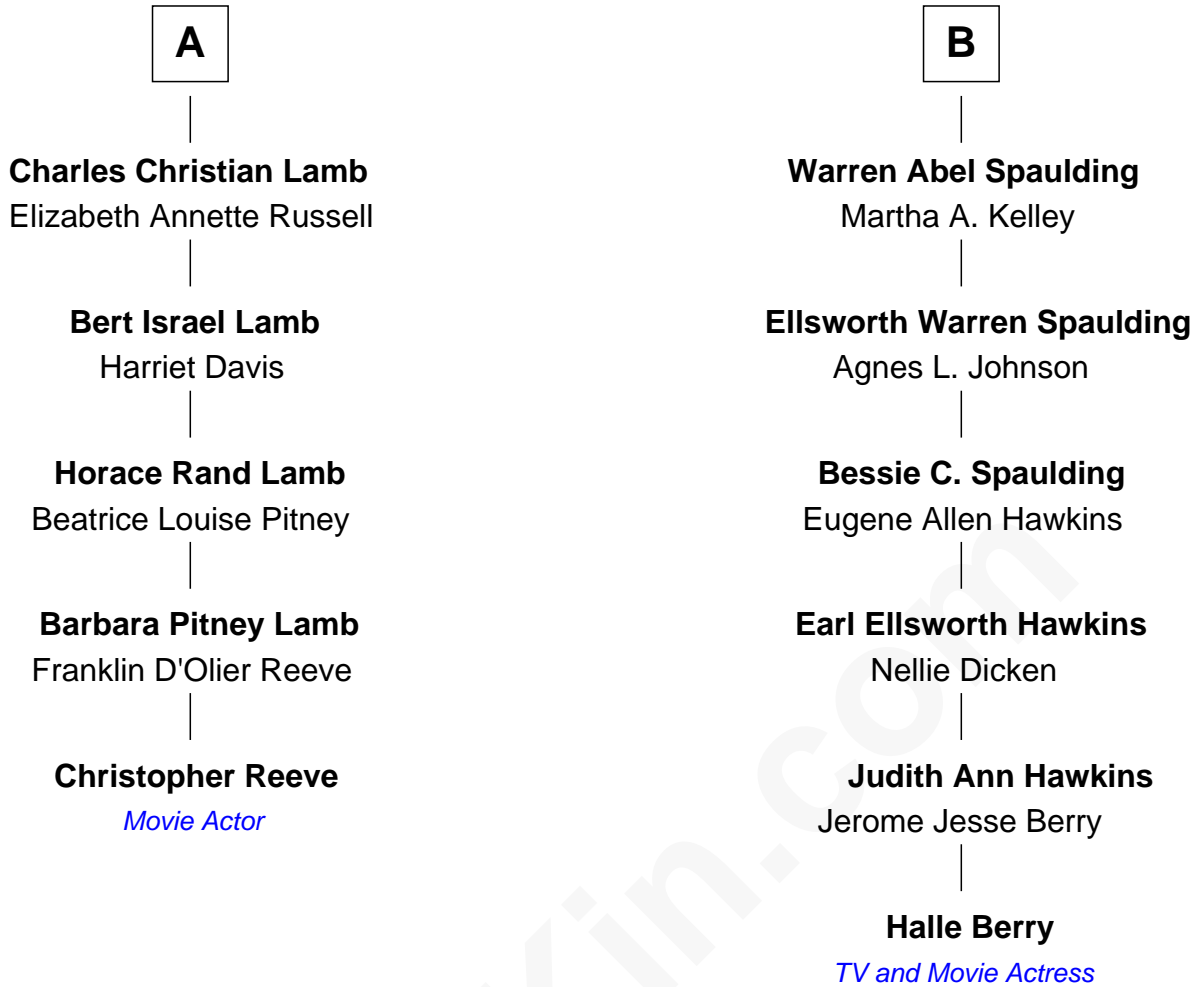 A
Charles Christian Lamb
Elizabeth Annette Russell
Bert Israel Lamb
Harriet Davis
Horace Rand Lamb
Beatrice Louise Pitney
Barbara Pitney Lamb
Franklin D'Olier Reeve
Christopher Reeve
Movie Actor
B
Warren Abel Spaulding
Martha A. Kelley
Ellsworth Warren Spaulding
Agnes L. Johnson
Bessie C. Spaulding
Eugene Allen Hawkins
Earl Ellsworth Hawkins
Nellie Dicken
Judith Ann Hawkins
Jerome Jesse Berry
Halle Berry
TV and Movie Actress
Kin.com